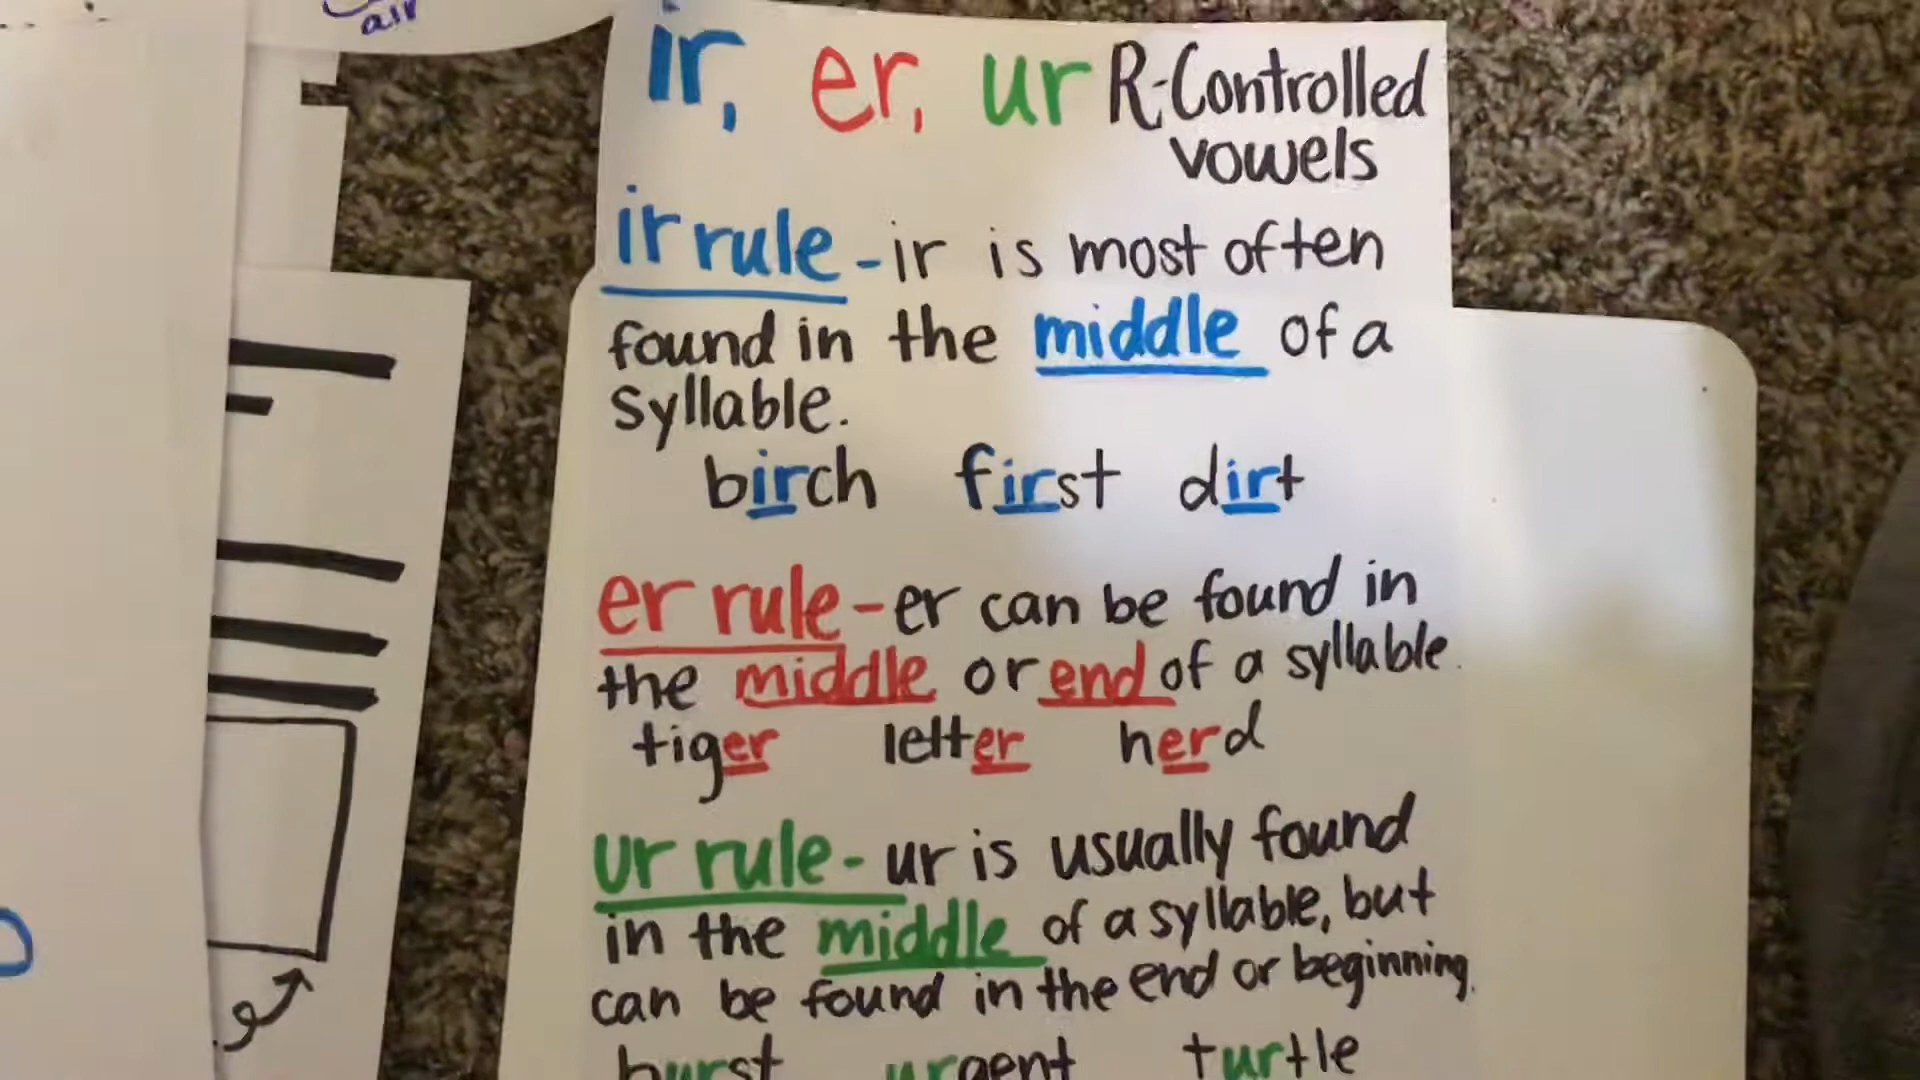 air
ir, er, ur R-Controlled
vowels
ir rule - ir is most often
found in the middle of a
syllable.
birch first dirt
er rule - er can be found in
the middle or end of a syllable.
tiger letter herd
ur rule - ur is usually found
in the middle of a syllable, but
can be found in the end or beginning.
burst urgent turtle